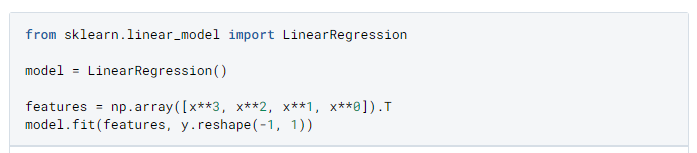 from sklearn.linear_model import LinearRegression
model = LinearRegression()
features = np.array([x**3, x**2, x**1, x**0]).T
model.fit(features, y.reshape(-1, 1))